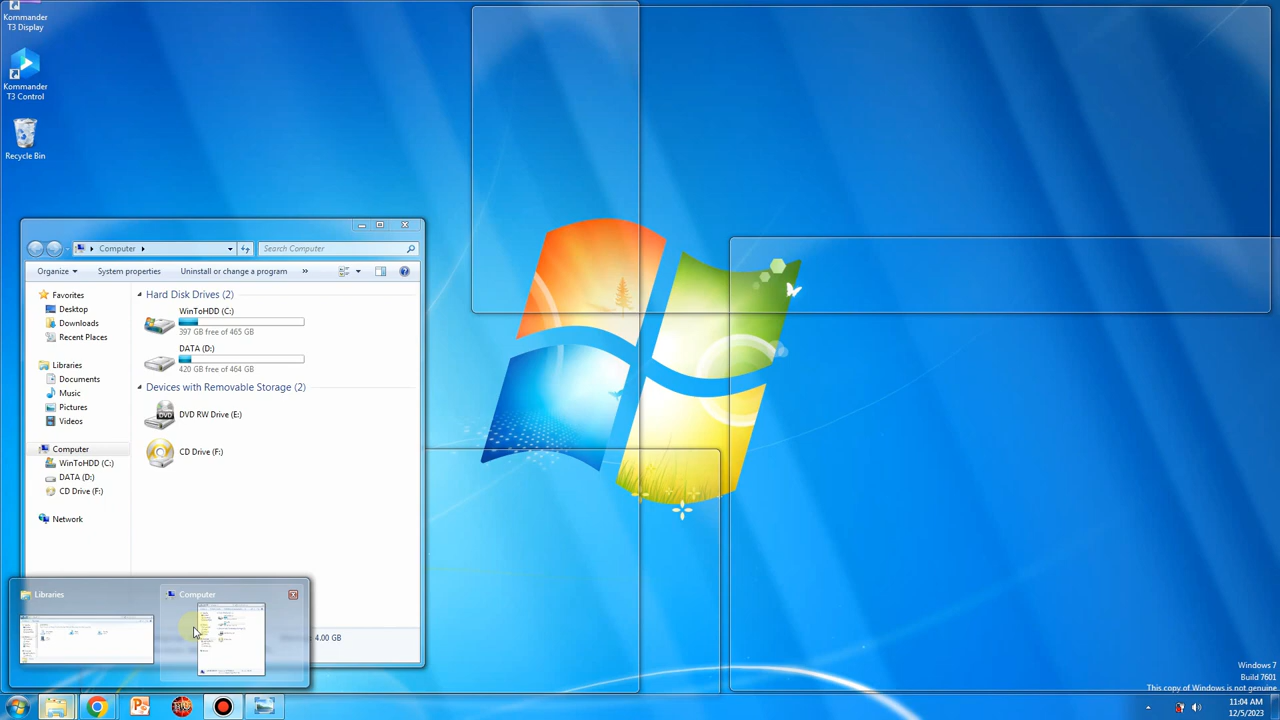 Kommander
T3 Display
Kommander
T3 Control
Recycle Bin
Computer
Search Computer
Organize
System properties
Uninstall or change a program
»
Favorites
Desktop
Downloads
Recent Places
Libraries
Documents
Music
Pictures
Videos
Computer
WinToHDD (C:)
DATA (D:)
CD Drive (F:)
Network
Hard Disk Drives (2)
WinToHDD (C:)
397 GB free of 465 GB
DATA (D:)
420 GB free of 464 GB
Devices with Removable Storage (2)
DVD RW Drive (E:)
DVD
CD Drive (F:)
4.00 GB
Libraries
Computer
Windows 7
Build 7601
This copy of Windows is not genuine
11:04 AM
12/5/2023